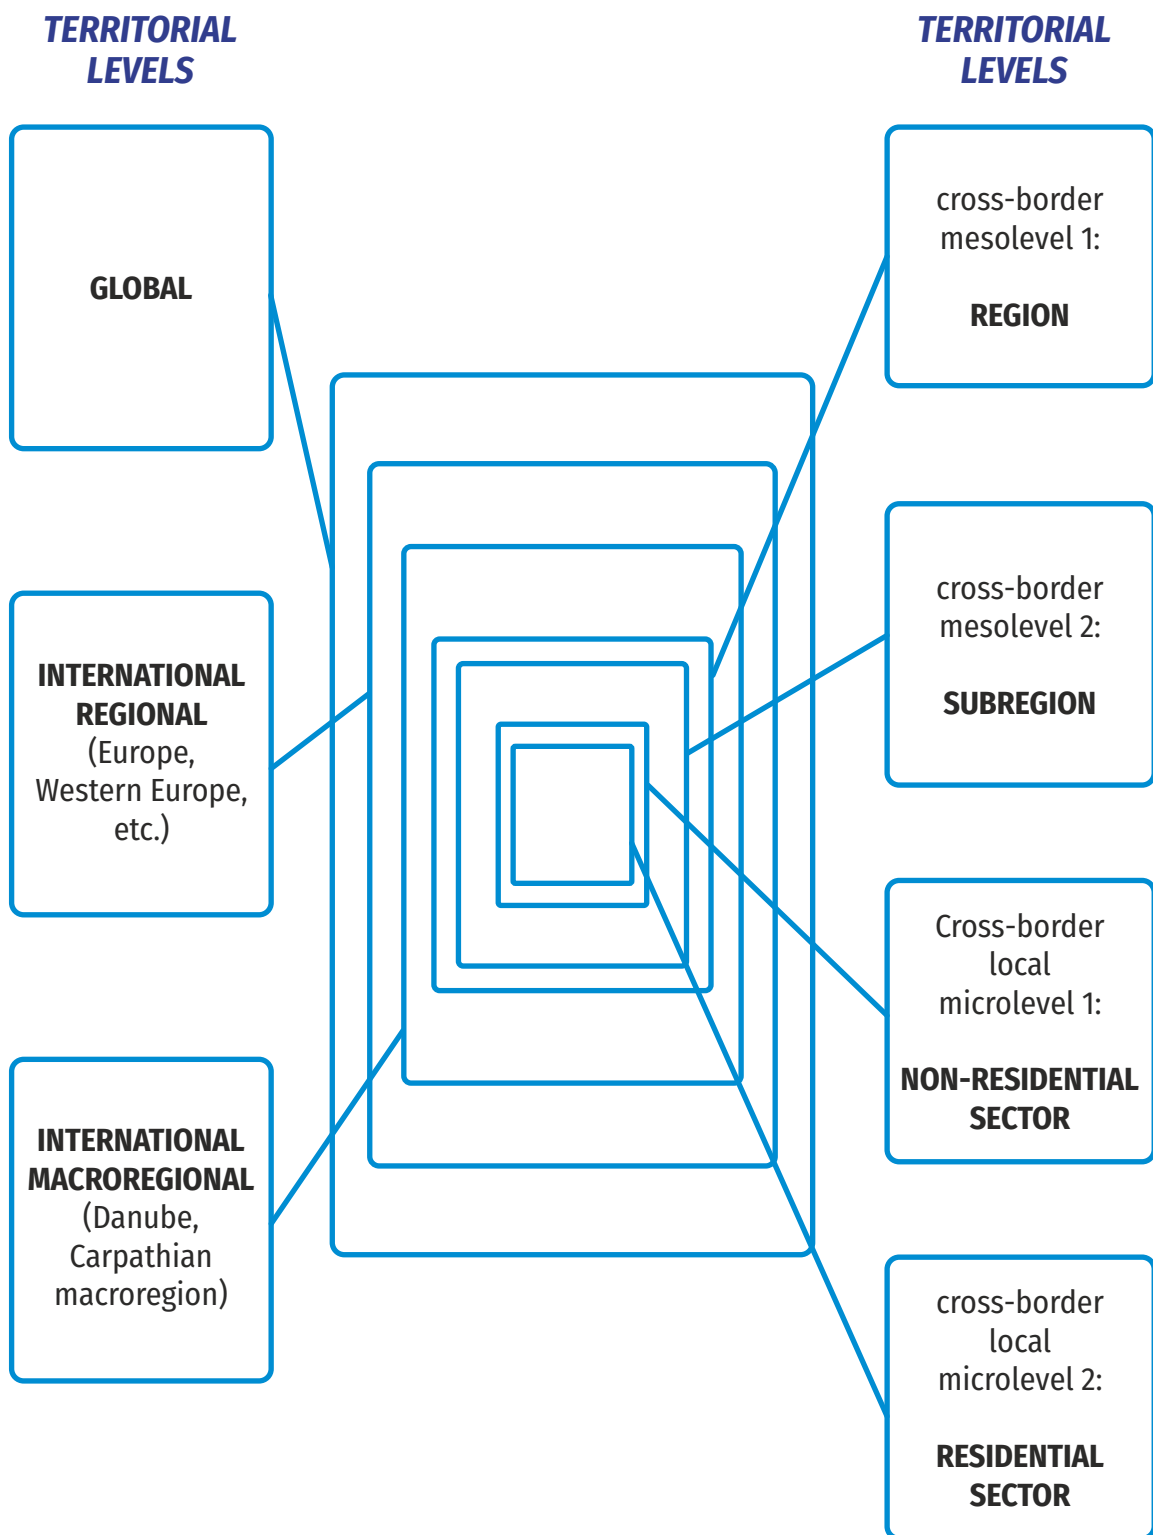 TERRITORIAL
LEVELS
GLOBAL
INTERNATIONAL
REGIONAL
(Europe,
Western Europe,
etc.)
INTERNATIONAL
MACROREGIONAL
(Danube,
Carpathian
macroregion)
TERRITORIAL
LEVELS
cross-border
mesolevel 1:
REGION
cross-border
mesolevel 2:
SUBREGION
Cross-border
local
microlevel 1:
NON-RESIDENTIAL
SECTOR
cross-border
local
microlevel 2:
RESIDENTIAL
SECTOR